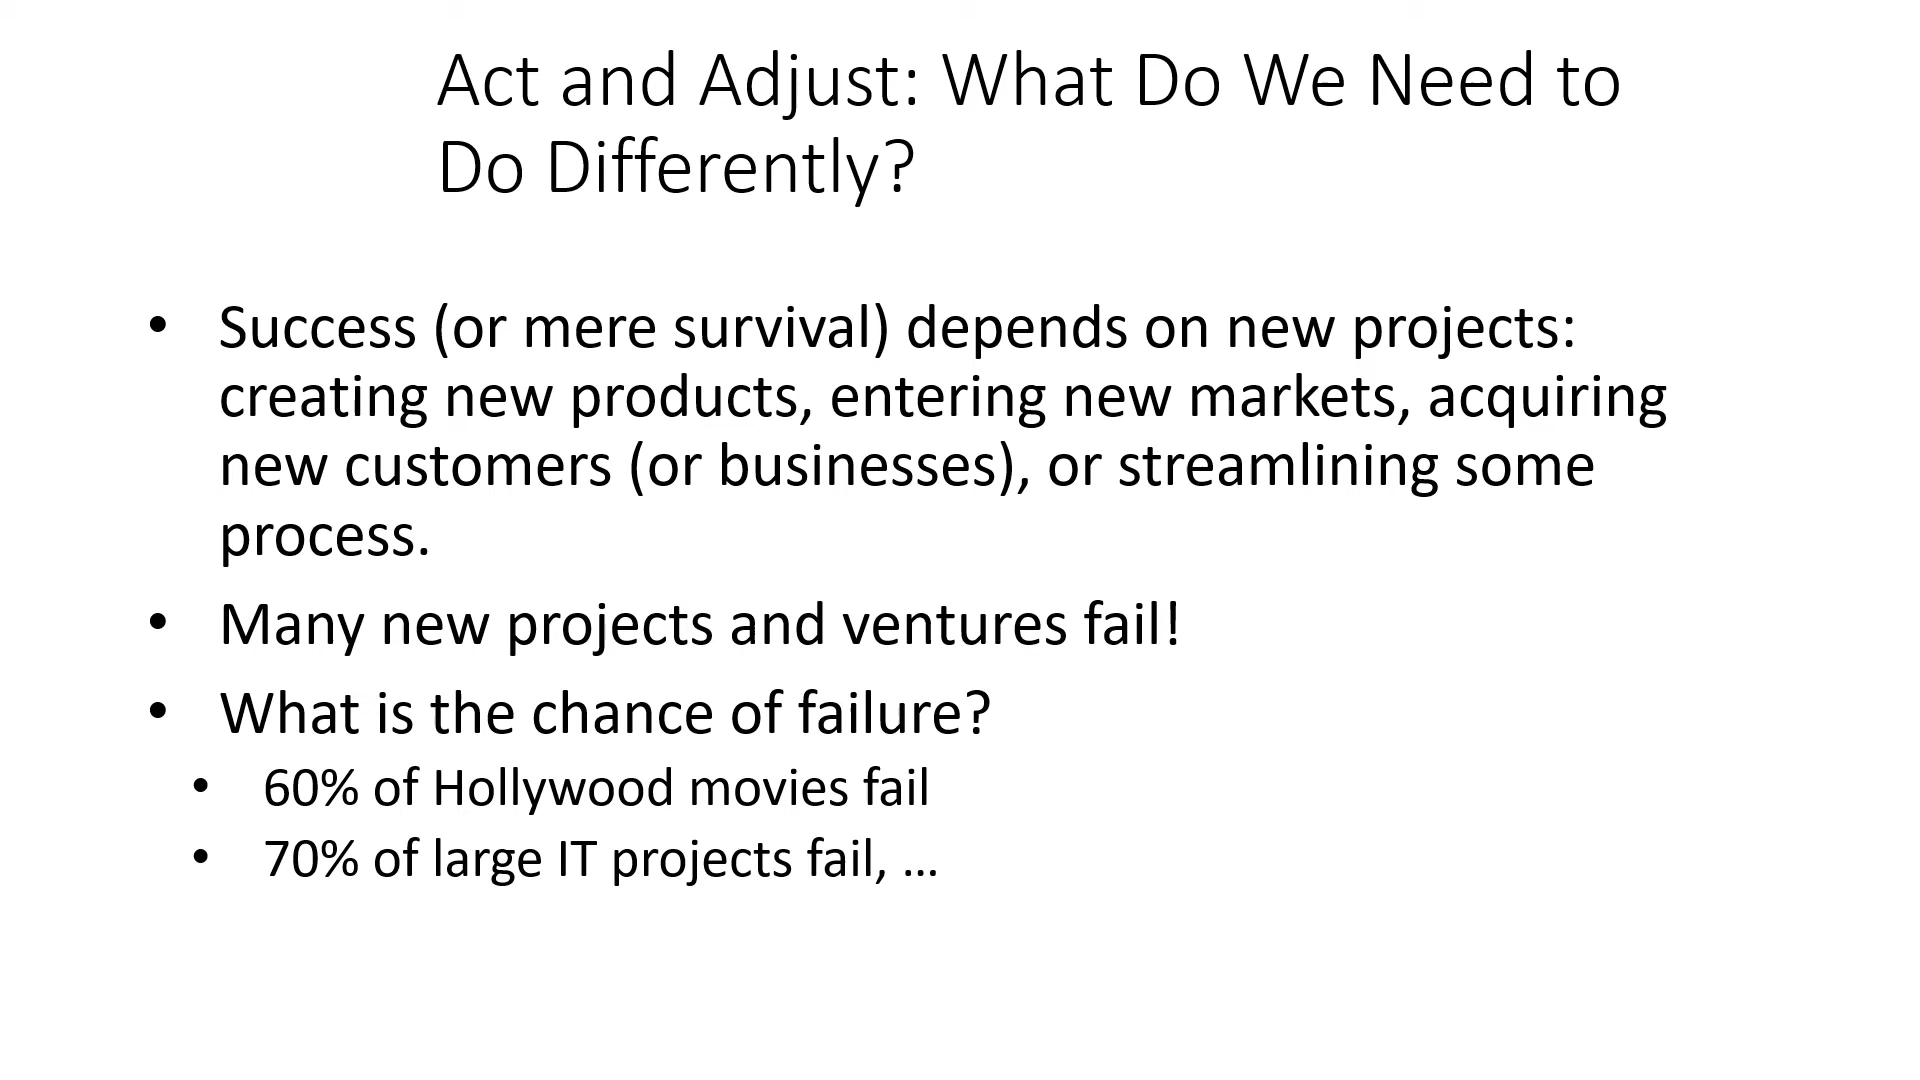 Act and Adjust: What Do We Need to
Do Differently?
• Success (or mere survival) depends on new projects:
creating new products, entering new markets, acquiring
new customers (or businesses), or streamlining some
process.
• Many new projects and ventures fail!
• What is the chance of failure?
• 60% of Hollywood movies fail
• 70% of large IT projects fail, ...